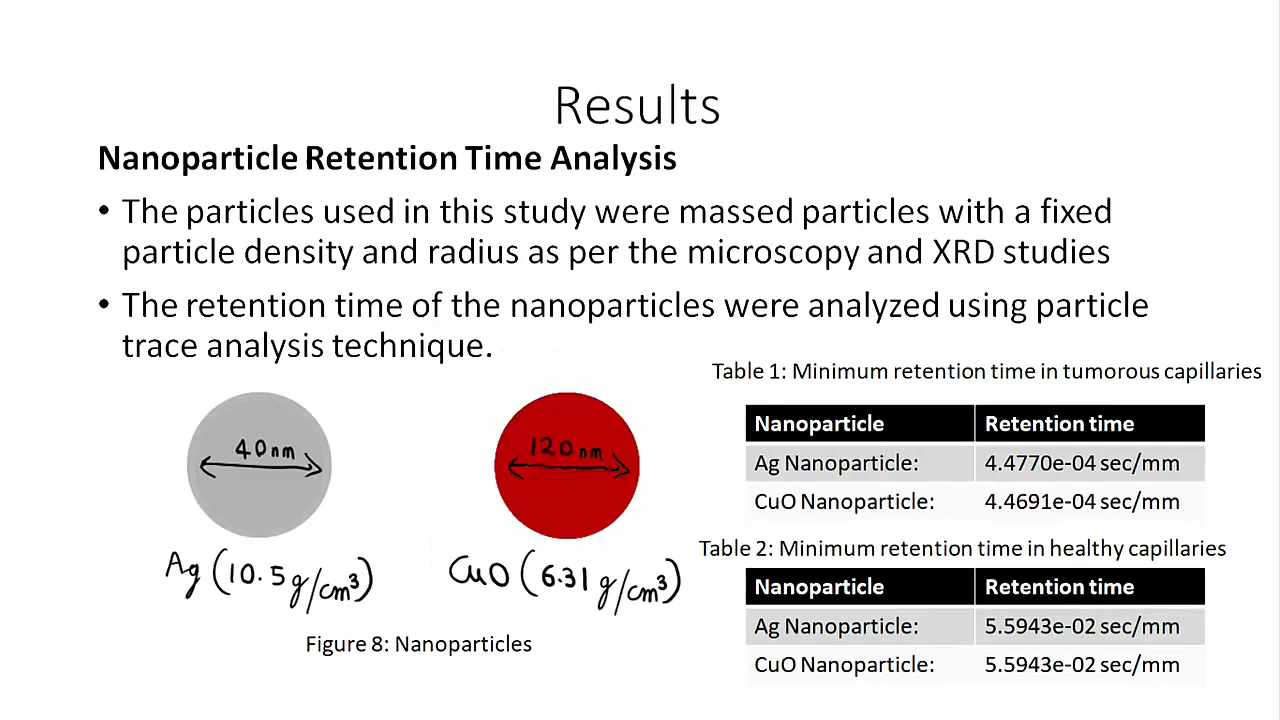 Results
Nanoparticle Retention Time Analysis
• The particles used in this study were massed particles with a fixed
particle density and radius as per the microscopy and XRD studies
• The retention time of the nanoparticles were analyzed using particle
trace analysis technique.
40nm
Ag (10.5 g/cm³)
120nm
CuO (6.31 g/cm³)
Figure 8: Nanoparticles
Table 1: Minimum retention time in tumorous capillaries
Nanoparticle Retention time
Ag Nanoparticle: 4.4770e-04 sec/mm
CuO Nanoparticle: 4.4691e-04 sec/mm
Table 2: Minimum retention time in healthy capillaries
Nanoparticle Retention time
Ag Nanoparticle: 5.5943e-02 sec/mm
CuO Nanoparticle: 5.5943e-02 sec/mm